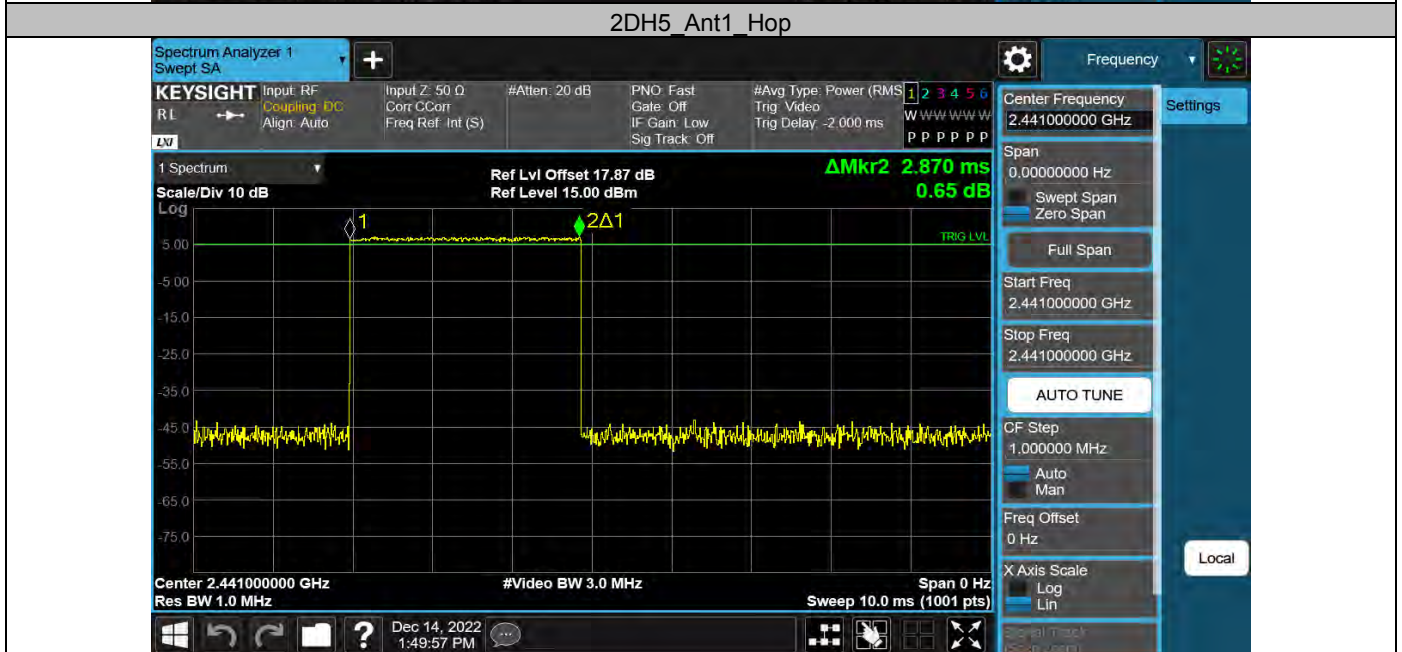 2DH5_Ant1_Hop
Spectrum Analyzer 1
Swept SA
Frequency
KEYSIGHT
RL
LXI
Input: RF
Coupling: DC
Align: Auto
Input Z: 50 Ω
Corr CCorr
Freq Ref: Int (S)
#Atten: 20 dB
PNO: Fast
Gate: Off
IF Gain: Low
Sig Track: Off
#Avg Type: Power (RMS
Trig: Video
Trig Delay: -2.000 ms
1 2 3 4 5 6
W W W W W W
P P P P P P
Center Frequency
2.441000000 GHz
Settings
1 Spectrum
Scale/Div 10 dB
Log
Ref Lvl Offset 17.87 dB
Ref Level 15.00 dBm
ΔMkr2 2.870 ms
0.65 dB
Span
0.00000000 Hz
Swept Span
Zero Span
Full Span
Start Freq
2.441000000 GHz
Stop Freq
2.441000000 GHz
AUTO TUNE
CF Step
1.000000 MHz
Auto
Man
Freq Offset
0 Hz
X Axis Scale
Log
Lin
Local
1
2Δ1
TRIG LVL
5.00
-5.00
-15.0
-25.0
-35.0
-45.0
-55.0
-65.0
-75.0
Center 2.441000000 GHz
#Video BW 3.0 MHz
Span 0 Hz
Res BW 1.0 MHz
Sweep 10.0 ms (1001 pts)
?
Dec 14, 2022
1:49:57 PM
Signal Track